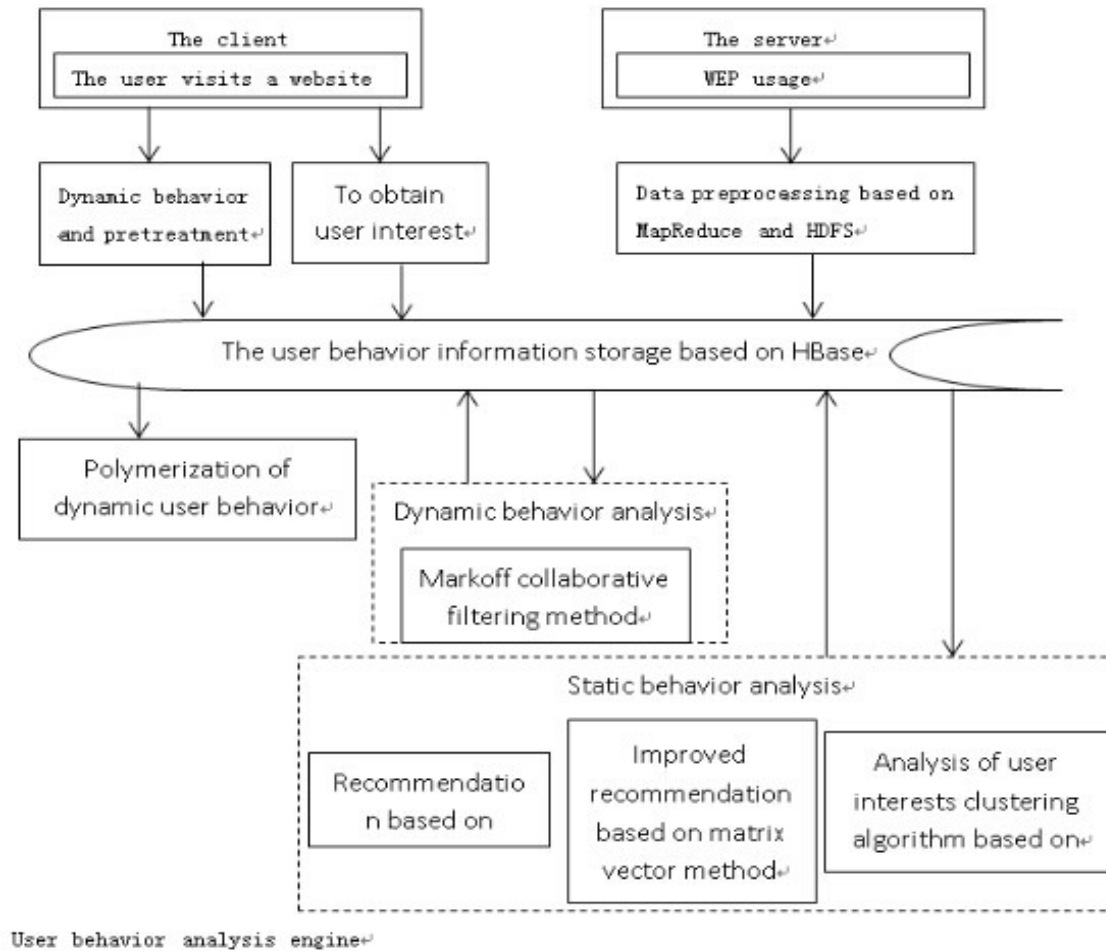 The client
The user visits a website
The server
WEP usage
Dynamic behavior
and pretreatment
To obtain
user interest
Data preprocessing based on
MapReduce and HDFS
The user behavior information storage based on HBase
Polymerization of
dynamic user behavior
Dynamic behavior analysis
Markoff collaborative
filtering method
Static behavior analysis
Recommendatio
n based on
Improved
recommendation
based on matrix
vector method
Analysis of user
interests clustering
algorithm based on
User behavior analysis engine